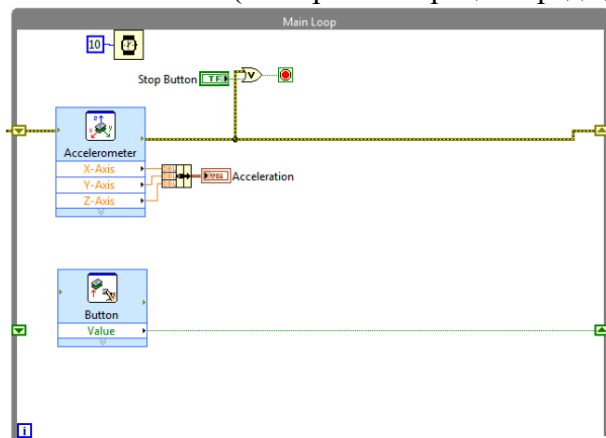 Main Loop
10
Stop Button TF V
Accelerometer
X-Axis
Y-Axis Acceleration
Z-Axis
Button
Value
i